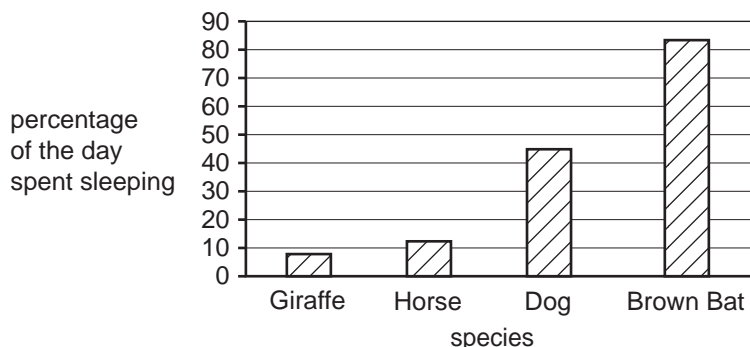 90
80
70
60
50
40
30
20
10
0
percentage
of the day
spent sleeping
Giraffe Horse Dog Brown Bat
species